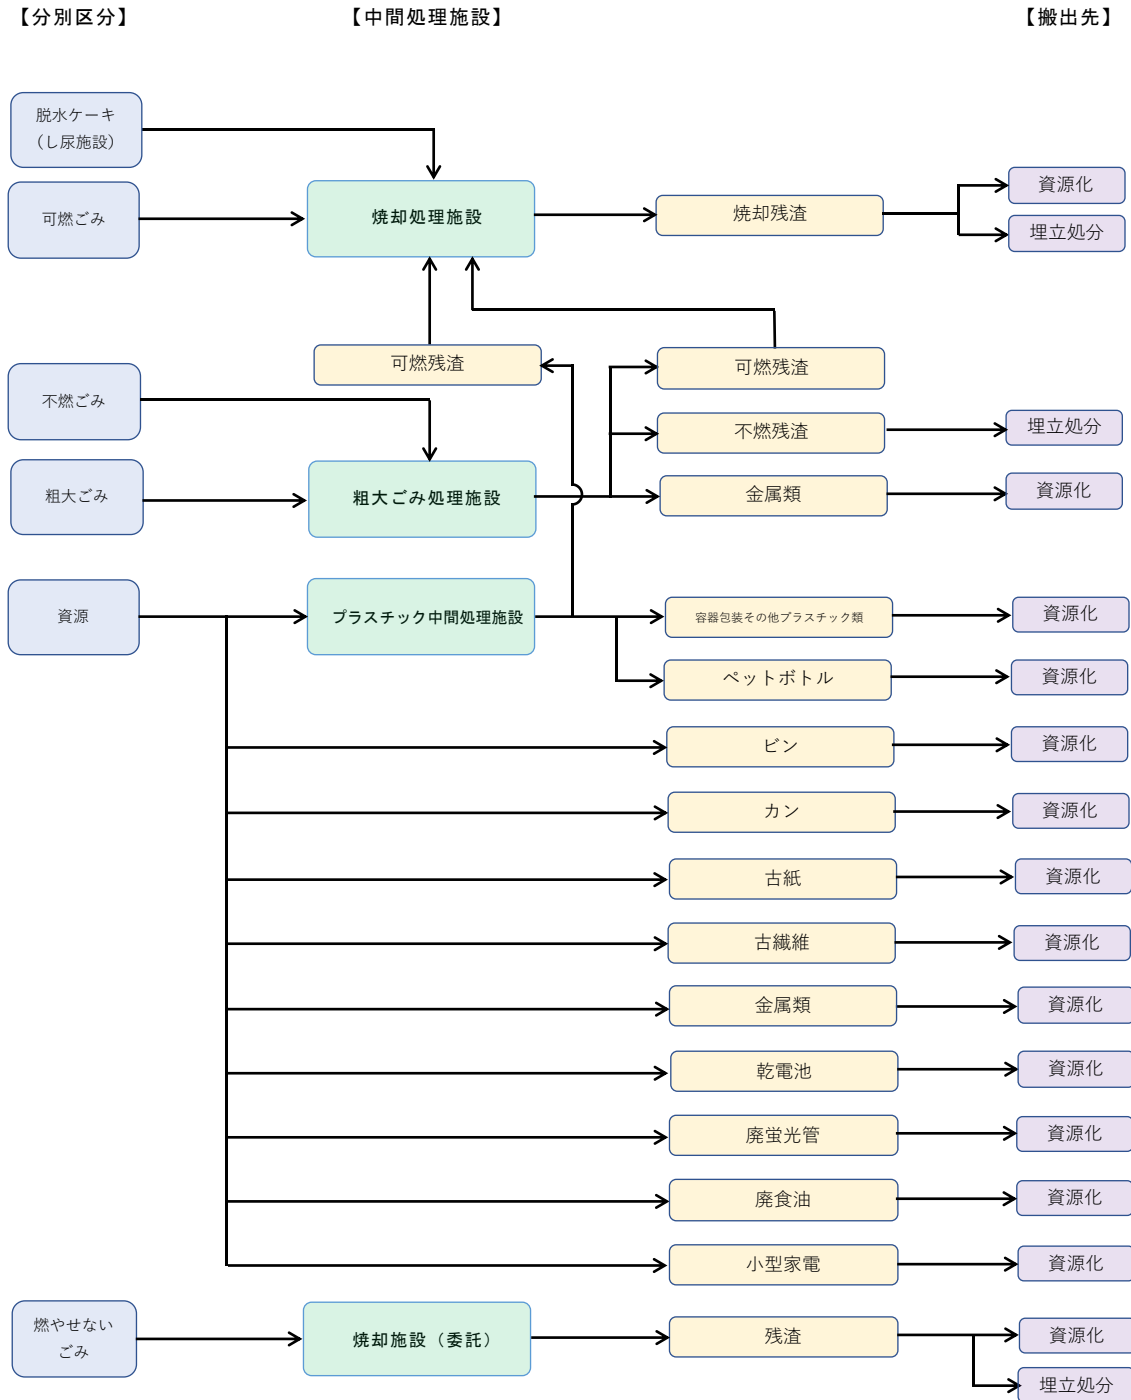 【分別区分】
【中間処理施設】
【搬出先】
脱水ケーキ
（し尿施設）
可燃ごみ
焼却処理施設
焼却残渣
資源化
埋立処分
可燃残渣
可燃残渣
不燃ごみ
不燃残渣
埋立処分
粗大ごみ
粗大ごみ処理施設
金属類
資源化
資源
プラスチック中間処理施設
容器包装その他プラスチック類
資源化
ペットボトル
資源化
ビン
資源化
カン
資源化
古紙
資源化
古繊維
資源化
金属類
資源化
乾電池
資源化
廃蛍光管
資源化
廃食油
資源化
小型家電
資源化
燃やせない
ごみ
焼却施設（委託）
残渣
資源化
埋立処分